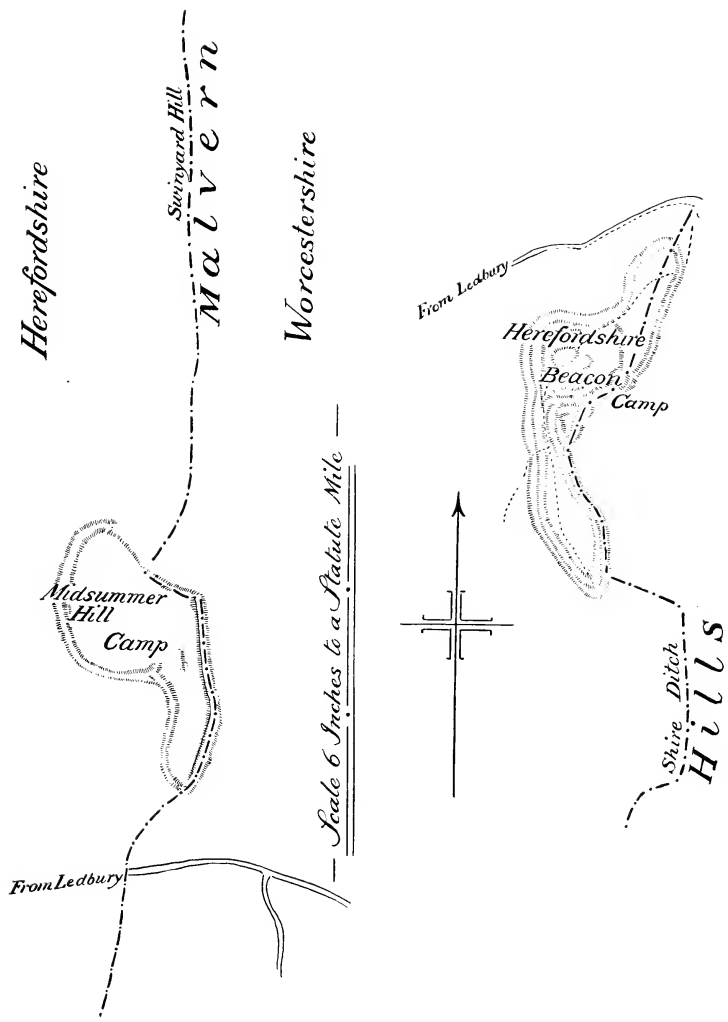 Herefordshire
Swinyard Hill
Malvern
Worcestershire
Midsummer
Hill
Camp
From Ledbury
— Scale 6 Inches to a Statute Mile —
From Ledbury
Herefordshire
Beacon
Camp
Shire Ditch
Hills